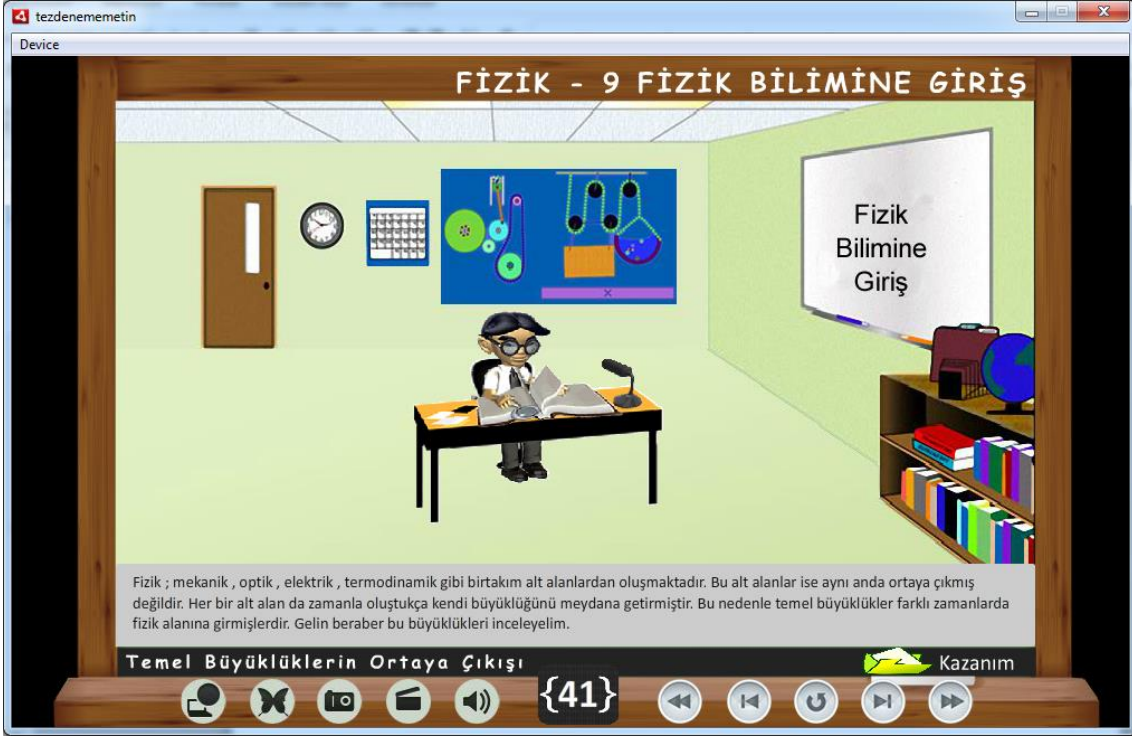 tezdenememetin
Device
FİZİK - 9 FİZİK BİLİMİNE GİRİŞ
Fizik
Bilimine
Giriş
Fizik ; mekanik , optik , elektrik , termodinamik gibi birtakım alt alanlardan oluşmaktadır. Bu alt alanlar ise aynı anda ortaya çıkmış
değildir. Her bir alt alan da zamanla oluştukça kendi büyüklüğünü meydana getirmiştir. Bu nedenle temel büyüklükler farklı zamanlarda
fizik alanına girmişlerdir. Gelin beraber bu büyüklükleri inceleyelim.
Temel Büyüklüklerin Ortaya Çıkışı
Kazanım
{41}